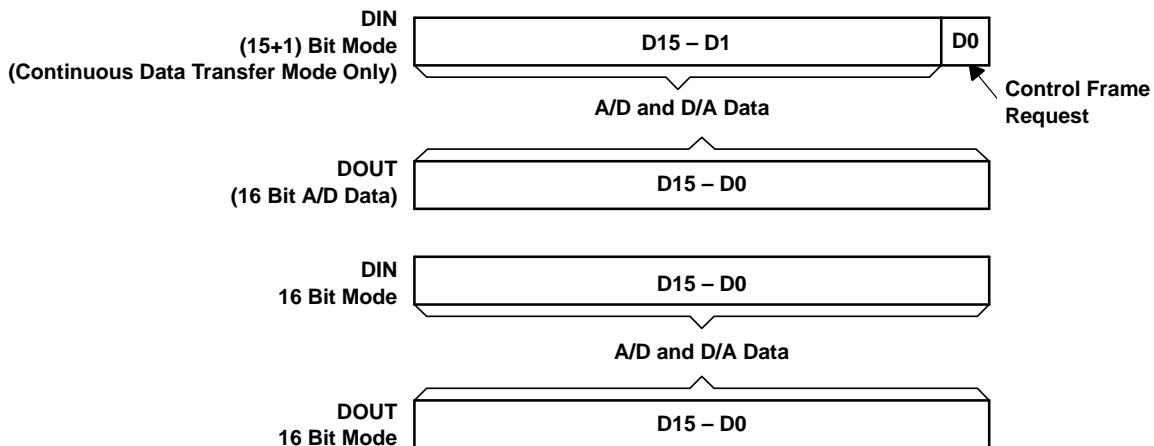 DIN
(15+1) Bit Mode
(Continuous Data Transfer Mode Only)
D15 – D1
D0
A/D and D/A Data
Control Frame
Request
DOUT
(16 Bit A/D Data)
D15 – D0
DIN
16 Bit Mode
D15 – D0
A/D and D/A Data
DOUT
16 Bit Mode
D15 – D0